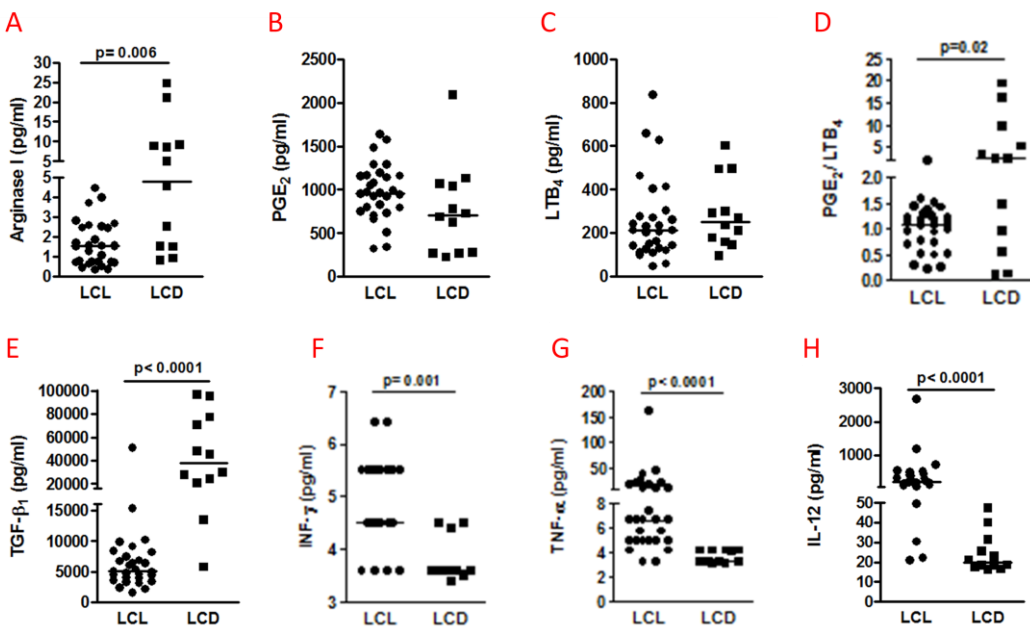 A
p= 0.006
Arginase I (pg/ml)
30
25
20
15
10
5
5
4
3
2
1
0
LCL LCD
B
PGE2 (pg/ml)
2500
2000
1500
1000
500
0
LCL LCD
C
LTB4 (pg/ml)
1000
800
600
400
200
0
LCL LCD
D
p=0.02
PGE2/ LTB4
25
20
15
10
5
2.0
1.5
1.0
0.5
0.0
LCL LCD
E
p< 0.0001
TGF-β1 (pg/ml)
100000
80000
60000
40000
20000
15000
10000
5000
0
LCL LCD
F
p= 0.001
INF-γ (pg/ml)
7
6
5
4
3
LCL LCD
G
p< 0.0001
TNF-α (pg/ml)
200
150
100
50
8
6
4
2
0
LCL LCD
H
p< 0.0001
IL-12 (pg/ml)
3000
2000
1000
50
40
30
20
10
0
LCL LCD